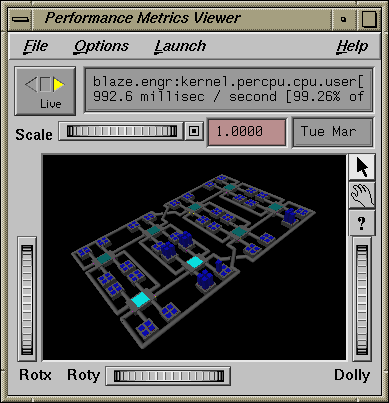 Performance Metrics Viewer
File Options Launch Help
blaze.engr:kernel.percpu.cpu.user[
992.6 millisec / second [99.26% of
Live
Scale 1.0000 Tue Mar
?
Rotx Roty Dolly